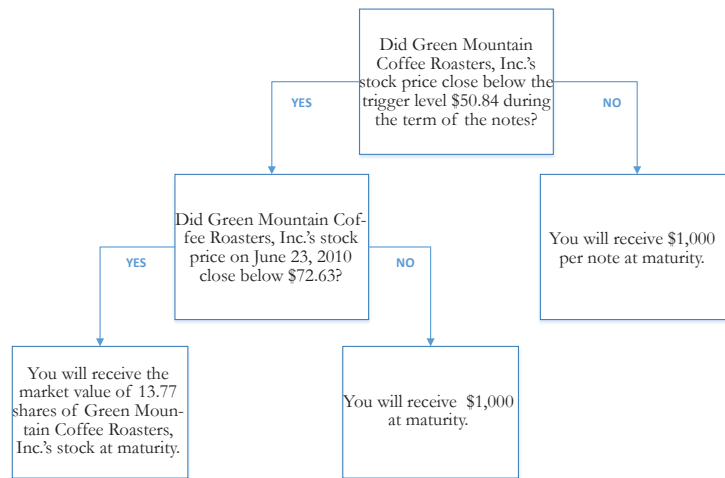 Did Green Mountain
Coffee Roasters, Inc.'s
stock price close below the
trigger level $50.84 during
the term of the notes?
YES
NO
Did Green Mountain Cof-
fee Roasters, Inc.'s stock
price on June 23, 2010
close below $72.63?
You will receive $1,000
per note at maturity.
YES
NO
You will receive the
market value of 13.77
shares of Green Moun-
tain Coffee Roasters,
Inc.'s stock at maturity.
You will receive $1,000
at maturity.